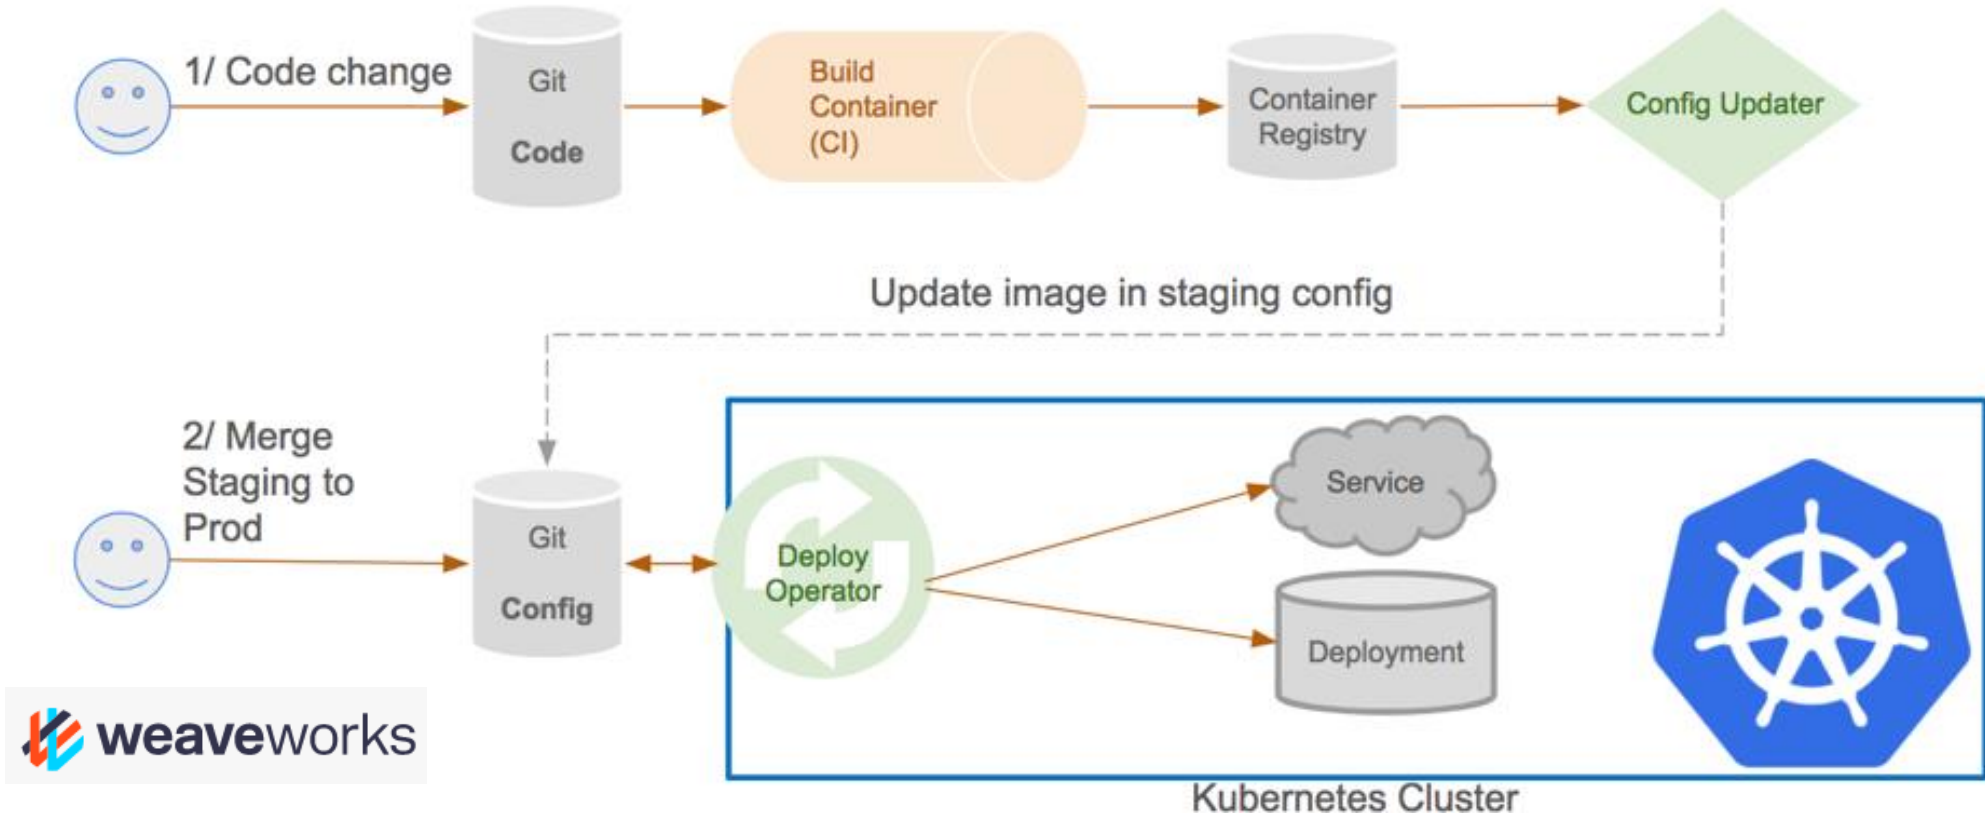 1/ Code change
Git
Code
Build
Container
(CI)
Container
Registry
Config Updater
Update image in staging config
2/ Merge
Staging to
Prod
Git
Config
Deploy
Operator
Service
Deployment
weaveworks
Kubernetes Cluster